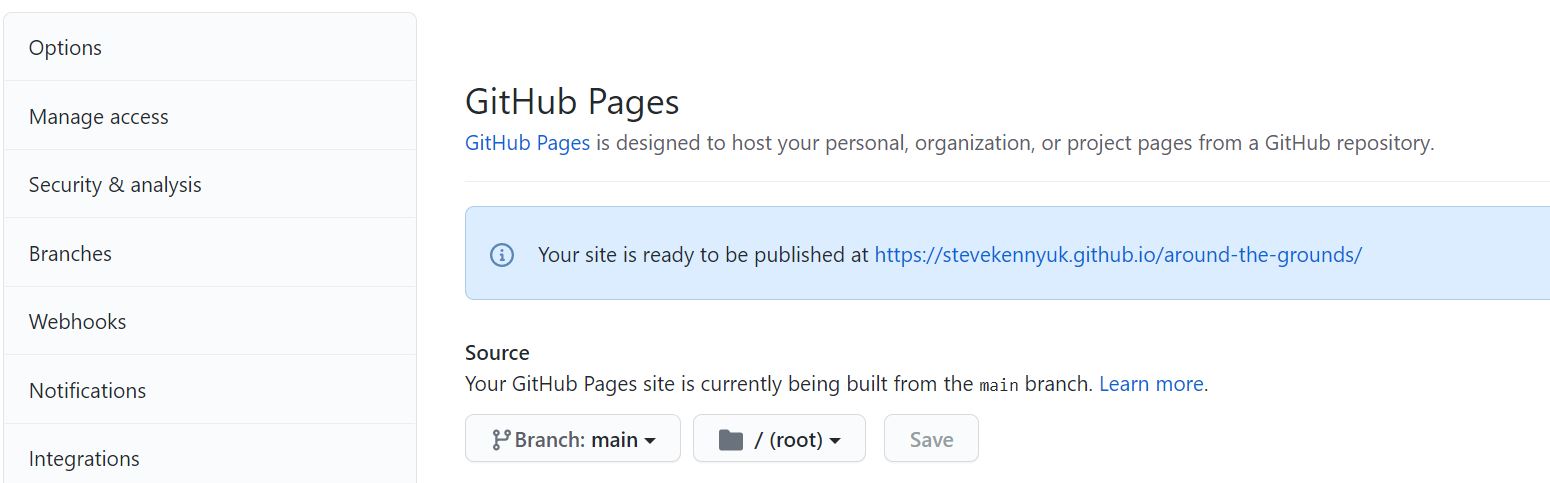 Options
Manage access
Security & analysis
Branches
Webhooks
Notifications
Integrations
GitHub Pages
GitHub Pages is designed to host your personal, organization, or project pages from a GitHub repository.
Your site is ready to be published at https://stevekennyuk.github.io/around-the-grounds/
Source
Your GitHub Pages site is currently being built from the main branch. Learn more.
Branch: main / (root) Save